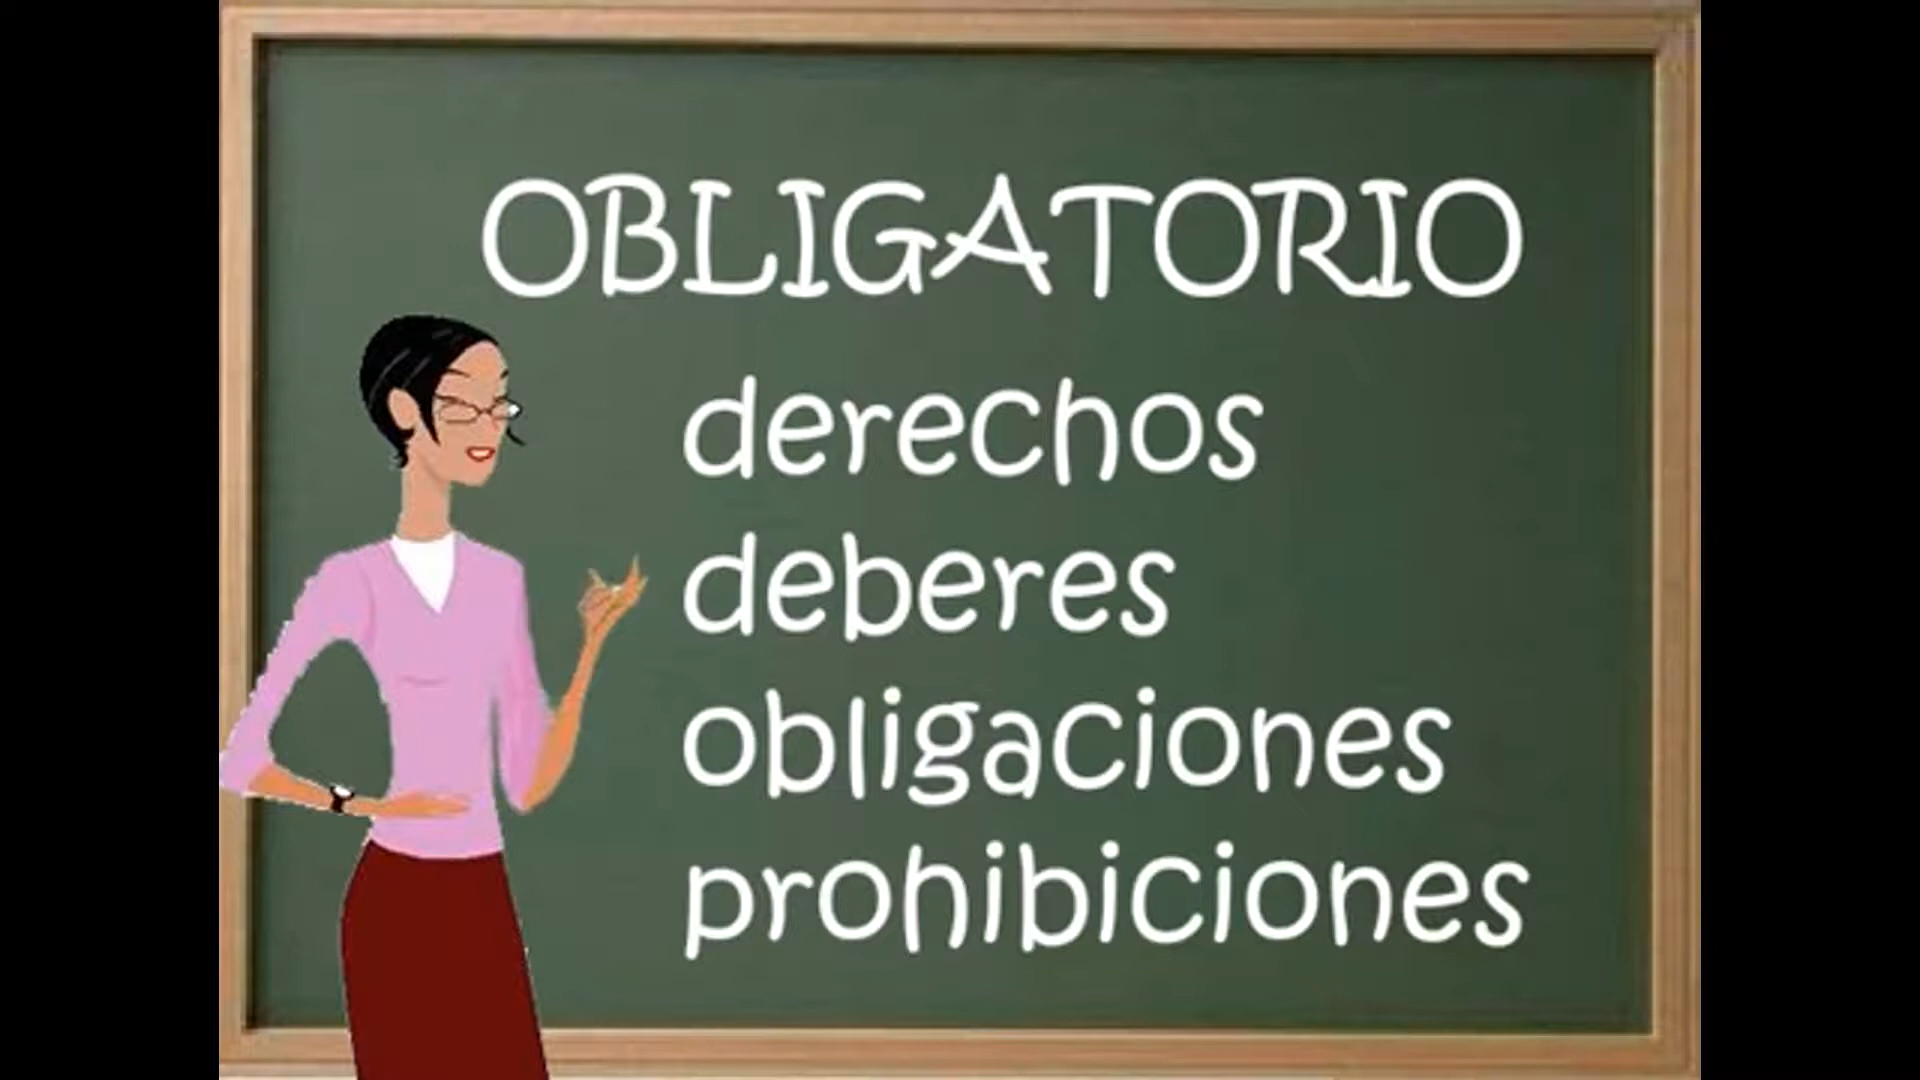 OBLIGATORIO
derechos
deberes
obligaciones
prohibiciones